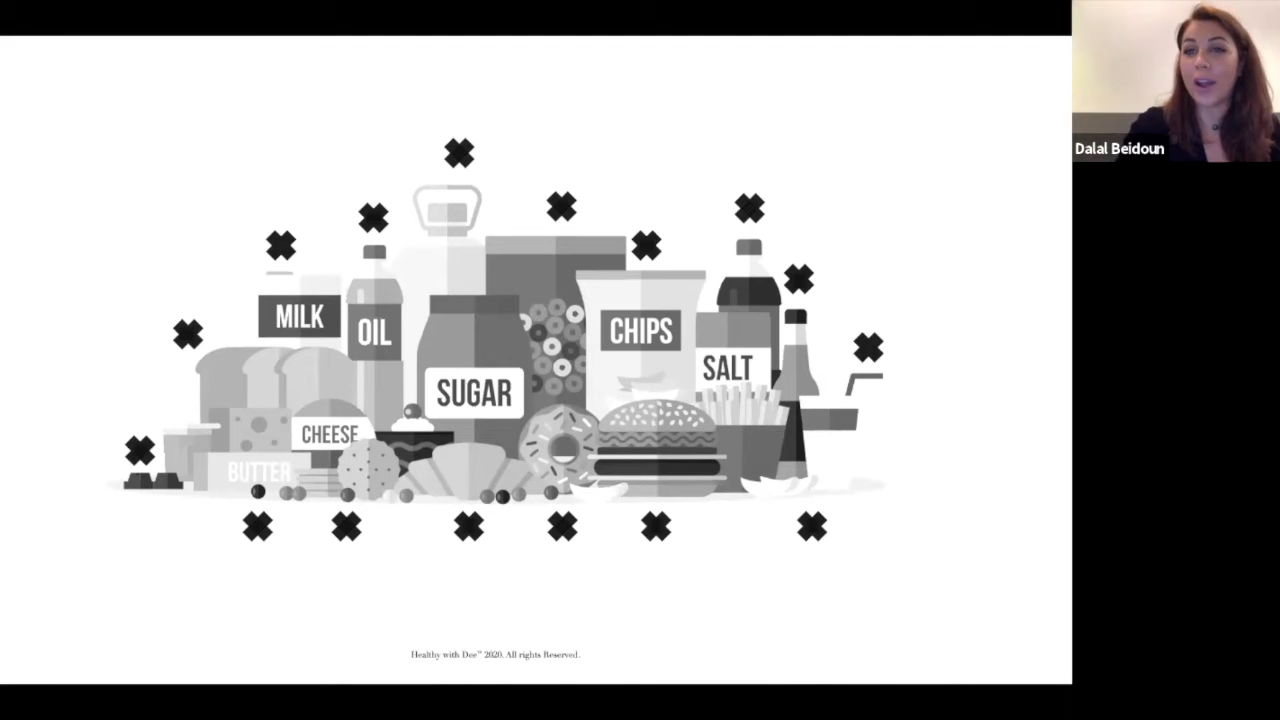 Dalal Beidoun
MILK
OIL
CHIPS
SALT
SUGAR
CHEESE
BUTTER
Healthy with Dee™ 2020. All rights Reserved.